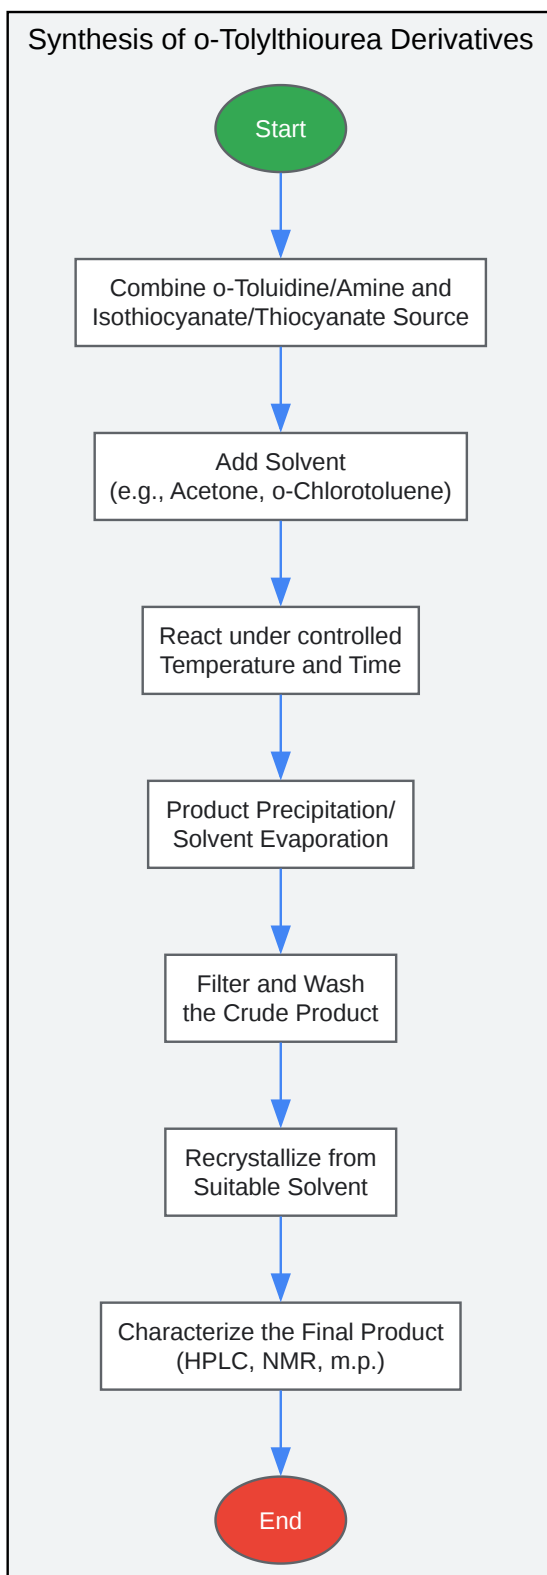 Synthesis of o-Tolylthiourea Derivatives
Start
Combine o-Toluidine/Amine and
Isothiocyanate/Thiocyanate Source
Add Solvent
(e.g., Acetone, o-Chlorotoluene)
React under controlled
Temperature and Time
Product Precipitation/
Solvent Evaporation
Filter and Wash
the Crude Product
Recrystallize from
Suitable Solvent
Characterize the Final Product
(HPLC, NMR, m.p.)
End